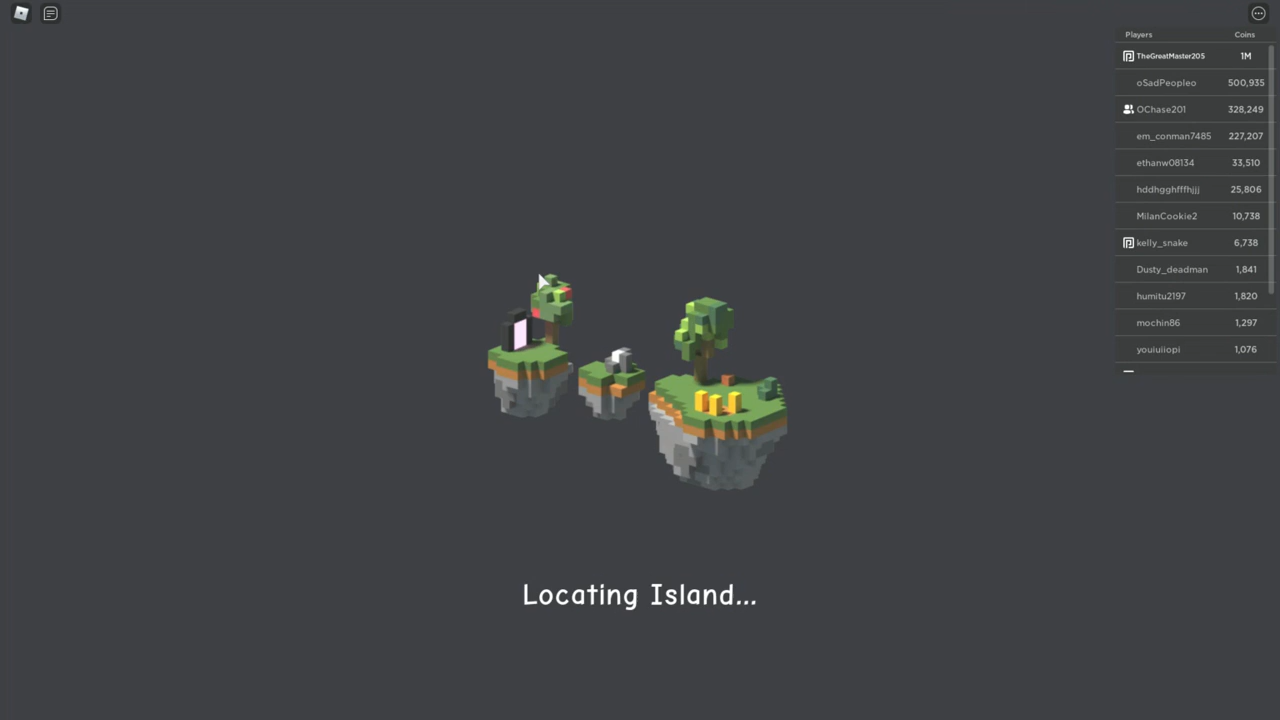 Players Coins
TheGreatMaster205 1M
oSadPeopleo 500,935
OChase201 328,249
em_conman7485 227,207
ethanw08134 33,510
hddhgghfffhjjj 25,806
MilanCookie2 10,738
kelly_snake 6,738
Dusty_deadman 1,841
humitu2197 1,820
mochin86 1,297
youiuiiopi 1,076
Locating Island...